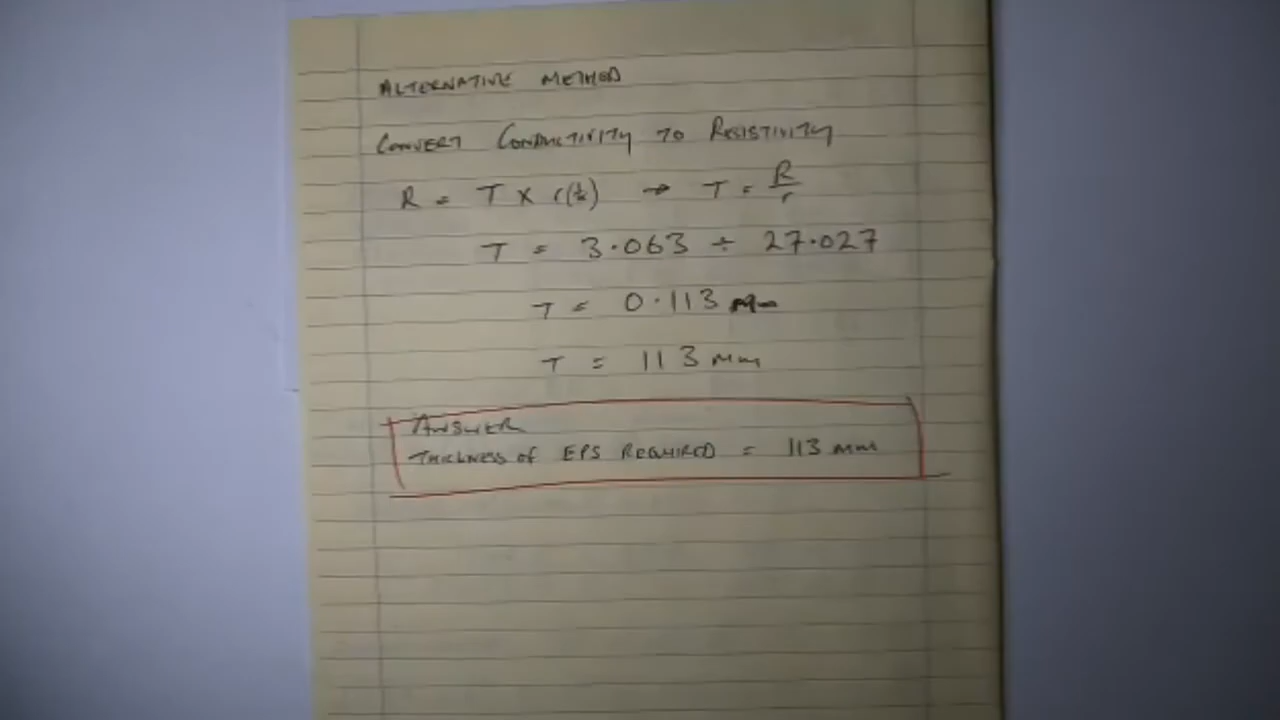 ALTERNATIVE METHOD
CONVERT CONDUCTIVITY TO RESISTIVITY
R = T X r(1/k) → T = R/r
T = 3.063 ÷ 27.027
T = 0.113 m
T = 113 mm
ANSWER
THICKNESS of EPS REQUIRED = 113 mm